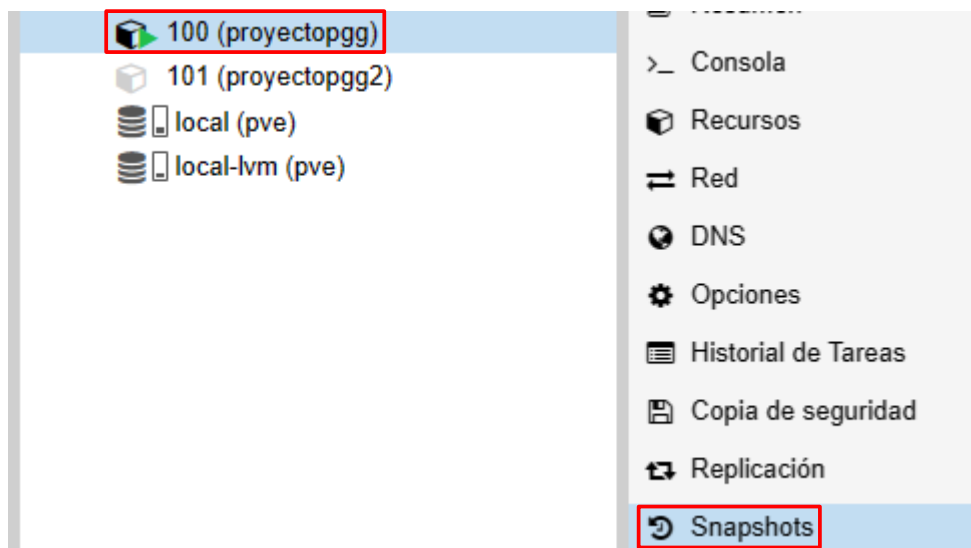 100 (proyectopgg)
101 (proyectopgg2)
local (pve)
local-lvm (pve)
>_ Consola
Recursos
Red
DNS
Opciones
Historial de Tareas
Copia de seguridad
Replicación
Snapshots